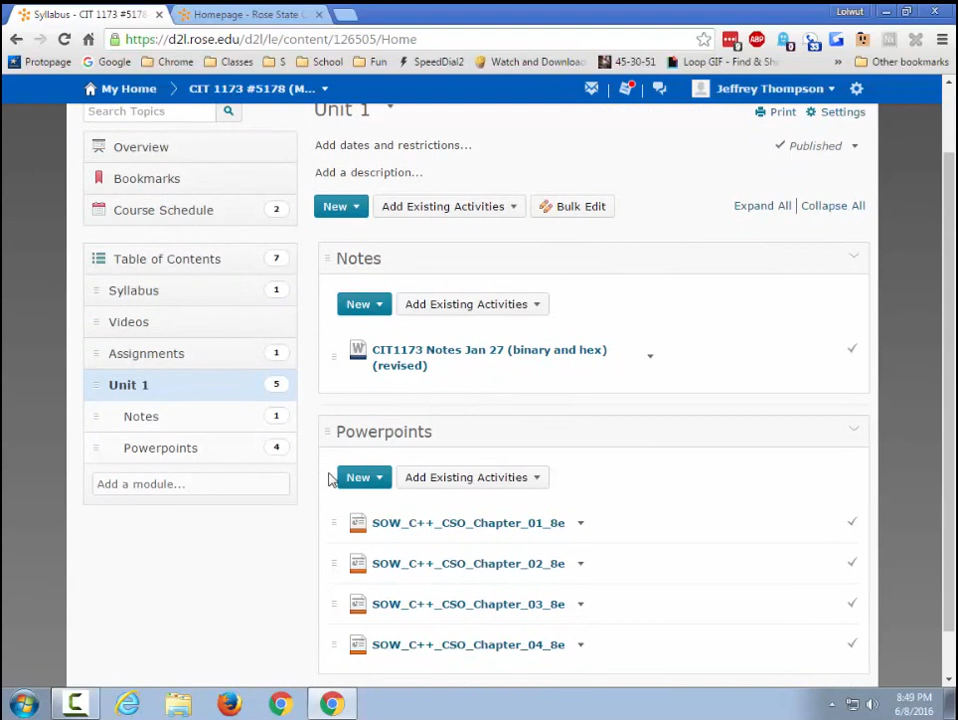 Syllabus - CIT 1173 #5178
Homepage - Rose State C
Lolwut
https://d2l.rose.edu/d2l/le/content/126505/Home
Protopage
Google
Chrome
Classes
S
School
Fun
SpeedDial2
Watch and Downloa
45-30-51
Loop GIF - Find & Sh
»
Other bookmarks
My Home
CIT 1173 #5178 (M...
Jeffrey Thompson
Search Topics
Unit 1
Print
Settings
Overview
Add dates and restrictions...
Published
Bookmarks
Add a description...
Course Schedule 2
New
Add Existing Activities
Bulk Edit
Expand All | Collapse All
Table of Contents 7
Syllabus 1
Videos
Assignments 1
Unit 1 5
Notes 1
Powerpoints 4
Add a module...
Notes
New
Add Existing Activities
CIT1173 Notes Jan 27 (binary and hex)
(revised)
Powerpoints
New
Add Existing Activities
SOW_C++_CSO_Chapter_01_8e
SOW_C++_CSO_Chapter_02_8e
SOW_C++_CSO_Chapter_03_8e
SOW_C++_CSO_Chapter_04_8e
8:49 PM
6/8/2016